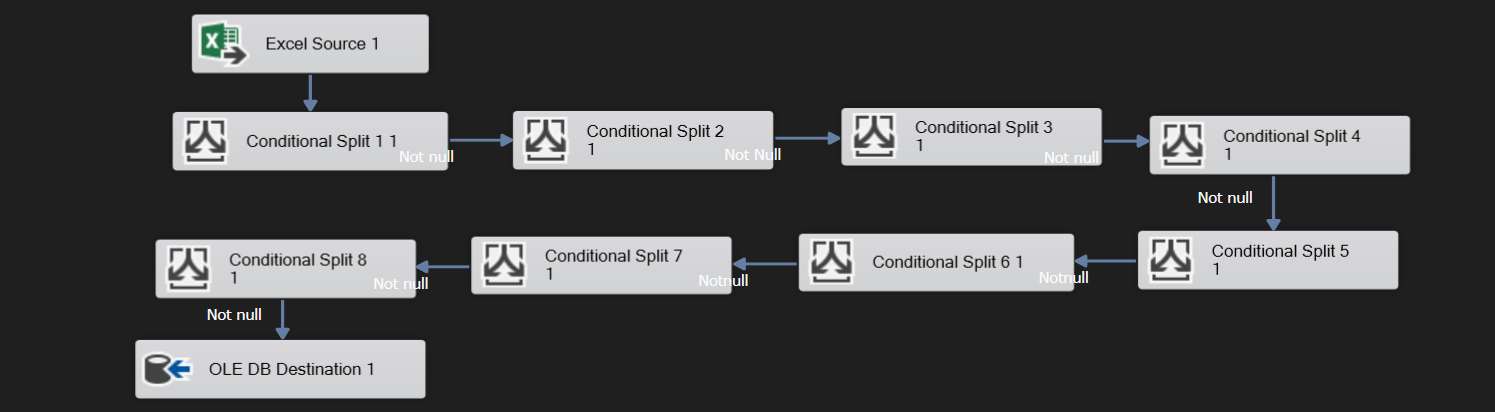 Excel Source 1
Conditional Split 1 1
Not null
Conditional Split 2
1
Not Null
Conditional Split 3
1
Not null
Conditional Split 4
1
Not null
Conditional Split 5
1
Notnull
Conditional Split 6 1
Notnull
Conditional Split 7
1
Not null
Conditional Split 8
1
Not null
OLE DB Destination 1